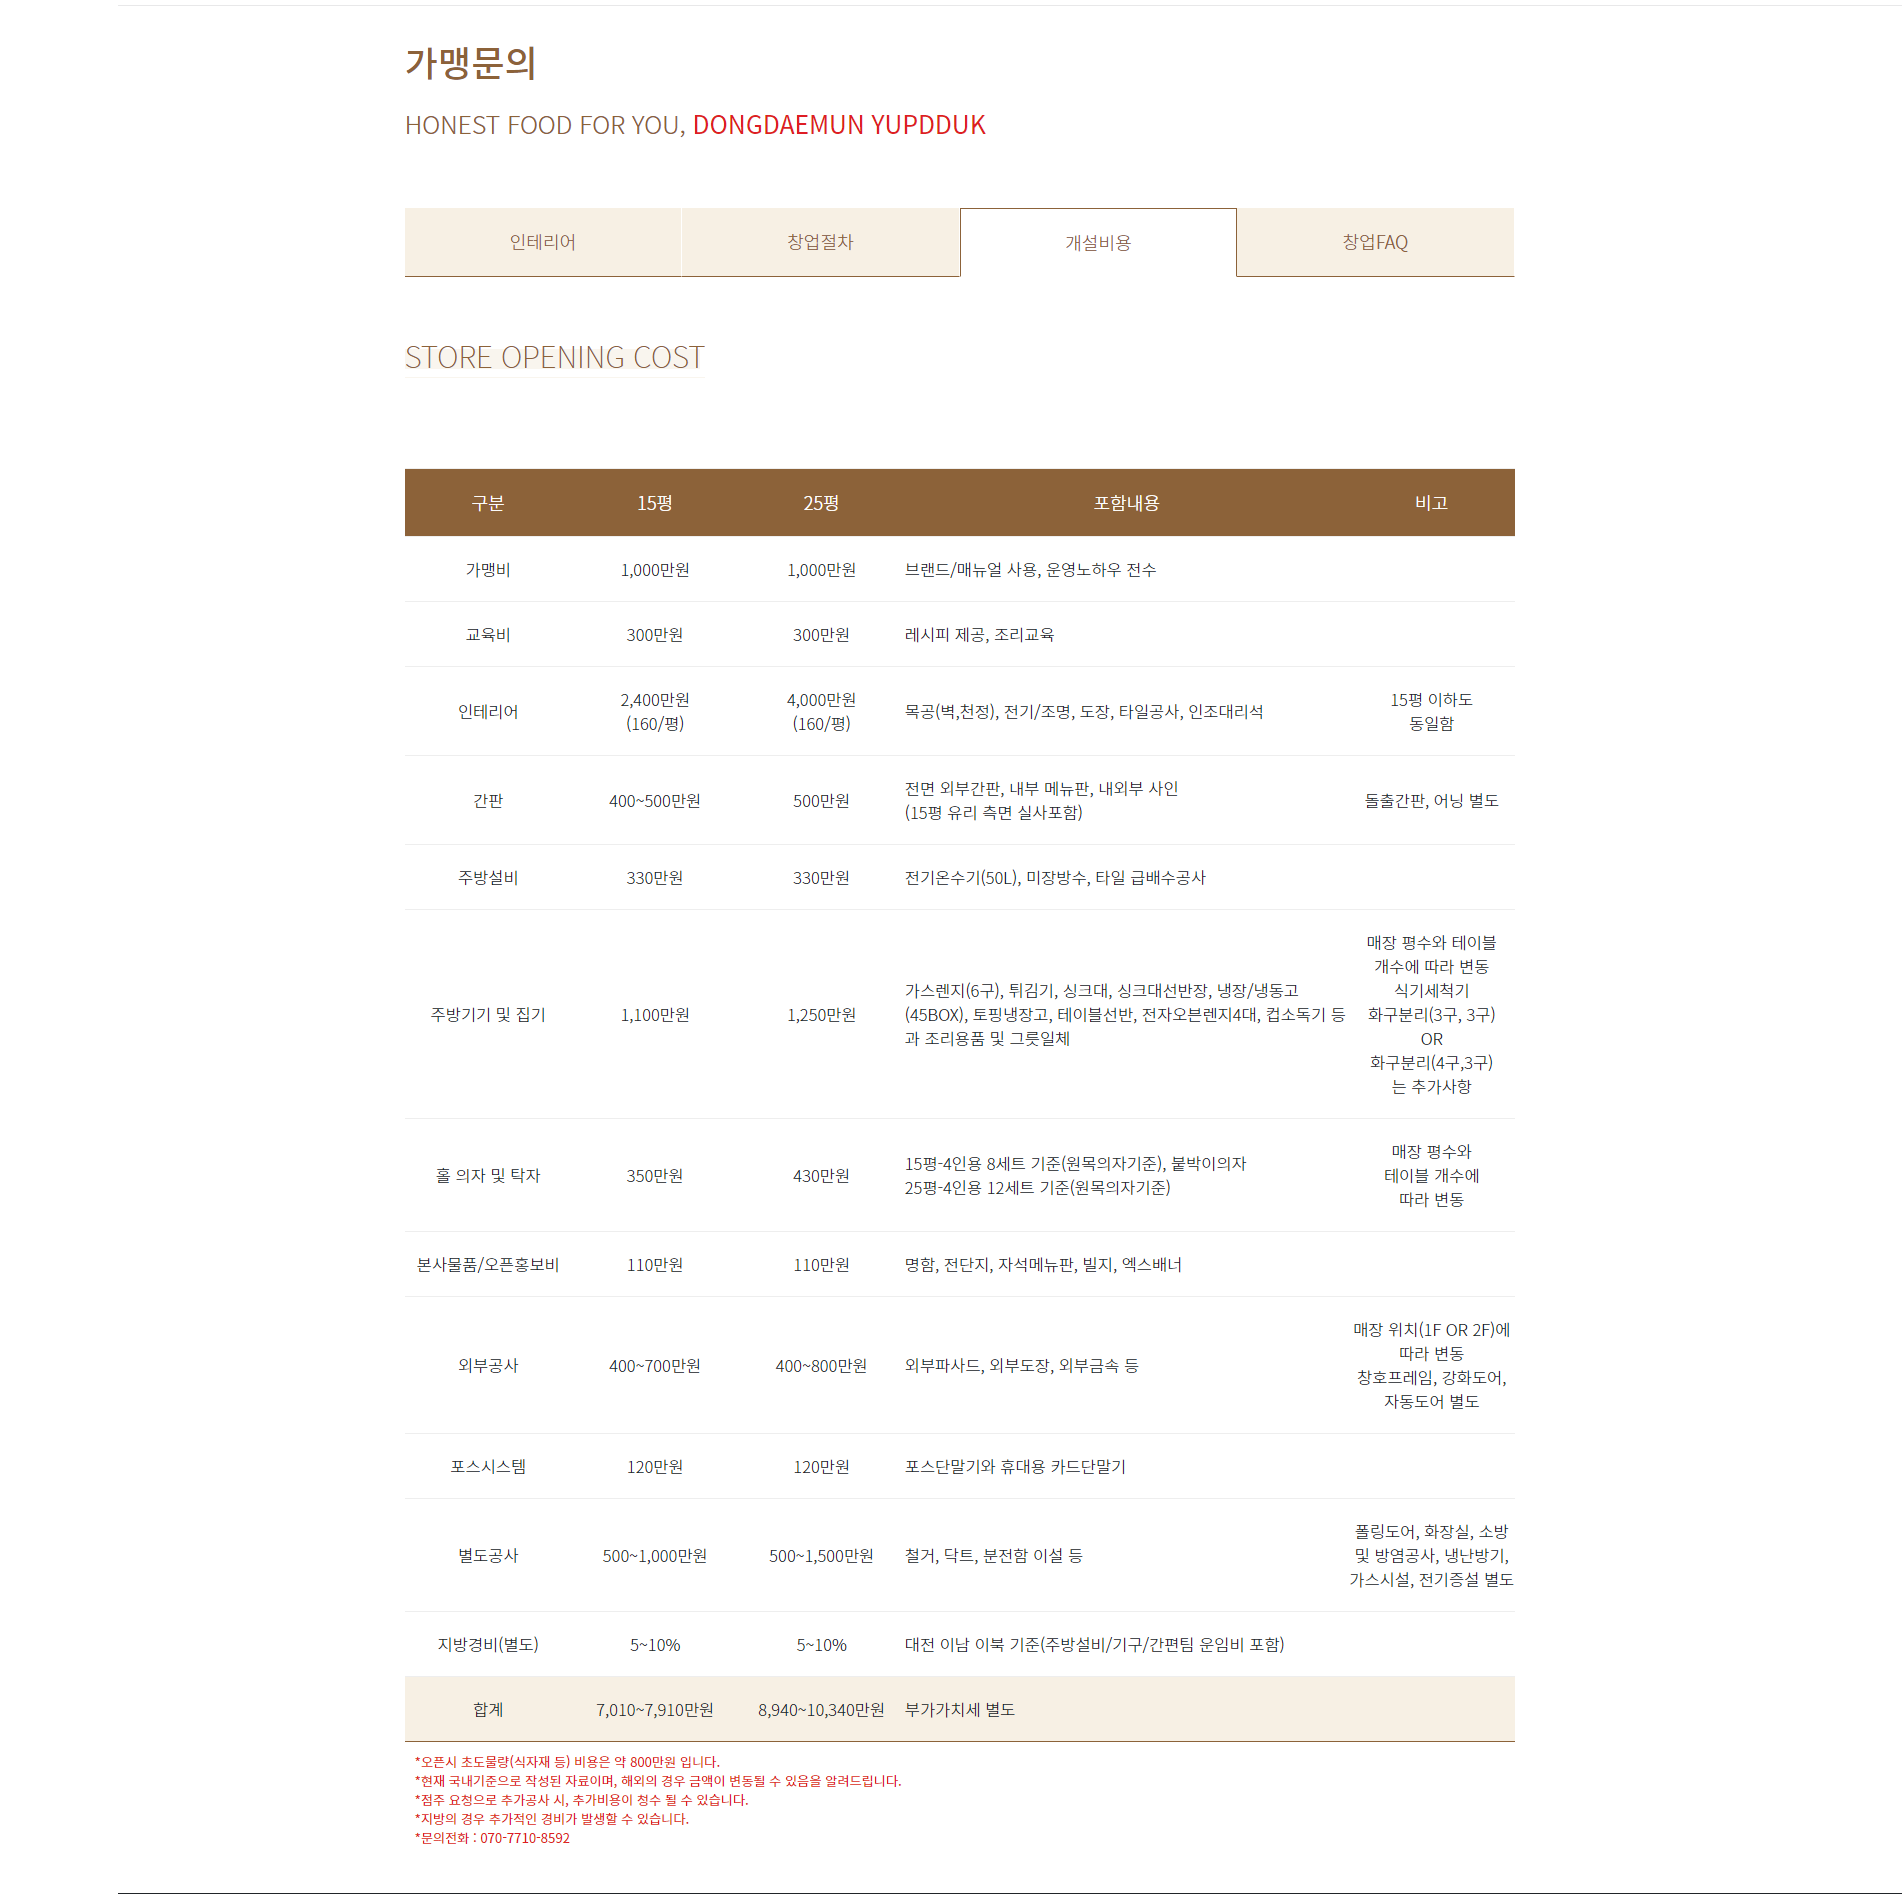 가맹문의
HONEST FOOD FOR YOU, DONGDAEMUN YUPDDUK
인테리어 창업절차 개설비용 창업FAQ
STORE OPENING COST
구분 15평 25평 포함내용 비고
가맹비 1,000만원 1,000만원 브랜드/매뉴얼 사용, 운영노하우 전수
교육비 300만원 300만원 레시피 제공, 조리교육
인테리어
2,400만원
(160/평)
4,000만원
(160/평)
목공(벽,천정), 전기/조명, 도장, 타일공사, 인조대리석
15평 이하도
동일함
간판 400~500만원 500만원
전면 외부간판, 내부 메뉴판, 내외부 사인
(15평 유리 측면 실사포함)
돌출간판, 어닝 별도
주방설비 330만원 330만원 전기온수기(50L), 미장방수, 타일 급배수공사
주방기기 및 집기 1,100만원 1,250만원
가스렌지(6구), 튀김기, 싱크대, 싱크대선반장, 냉장/냉동고
(45BOX), 토핑냉장고, 테이블선반, 전자오븐렌지4대, 컵소독기 등
과 조리용품 및 그릇일체
매장 평수와 테이블
개수에 따라 변동
식기세척기
화구분리(3구, 3구)
OR
화구분리(4구,3구)
는 추가사항
홀 의자 및 탁자 350만원 430만원
15평-4인용 8세트 기준(원목의자기준), 붙박이의자
25평-4인용 12세트 기준(원목의자기준)
매장 평수와
테이블 개수에
따라 변동
본사물품/오픈홍보비 110만원 110만원 명함, 전단지, 자석메뉴판, 빌지, 엑스배너
외부공사 400~700만원 400~800만원 외부파사드, 외부도장, 외부금속 등
매장 위치(1F OR 2F)에
따라 변동
창호프레임, 강화도어,
자동도어 별도
포스시스템 120만원 120만원 포스단말기와 휴대용 카드단말기
별도공사 500~1,000만원 500~1,500만원 철거, 닥트, 분전함 이설 등
폴링도어, 화장실, 소방
및 방염공사, 냉난방기,
가스시설, 전기증설 별도
지방경비(별도) 5~10% 5~10% 대전 이남 이북 기준(주방설비/기구/간편팀 운임비 포함)
합계 7,010~7,910만원 8,940~10,340만원 부가가치세 별도
*오픈시 초도물량(식자재 등) 비용은 약 800만원 입니다.
*현재 국내기준으로 작성된 자료이며, 해외의 경우 금액이 변동될 수 있음을 알려드립니다.
*점주 요청으로 추가공사 시, 추가비용이 청수 될 수 있습니다.
*지방의 경우 추가적인 경비가 발생할 수 있습니다.
*문의전화 : 070-7710-8592